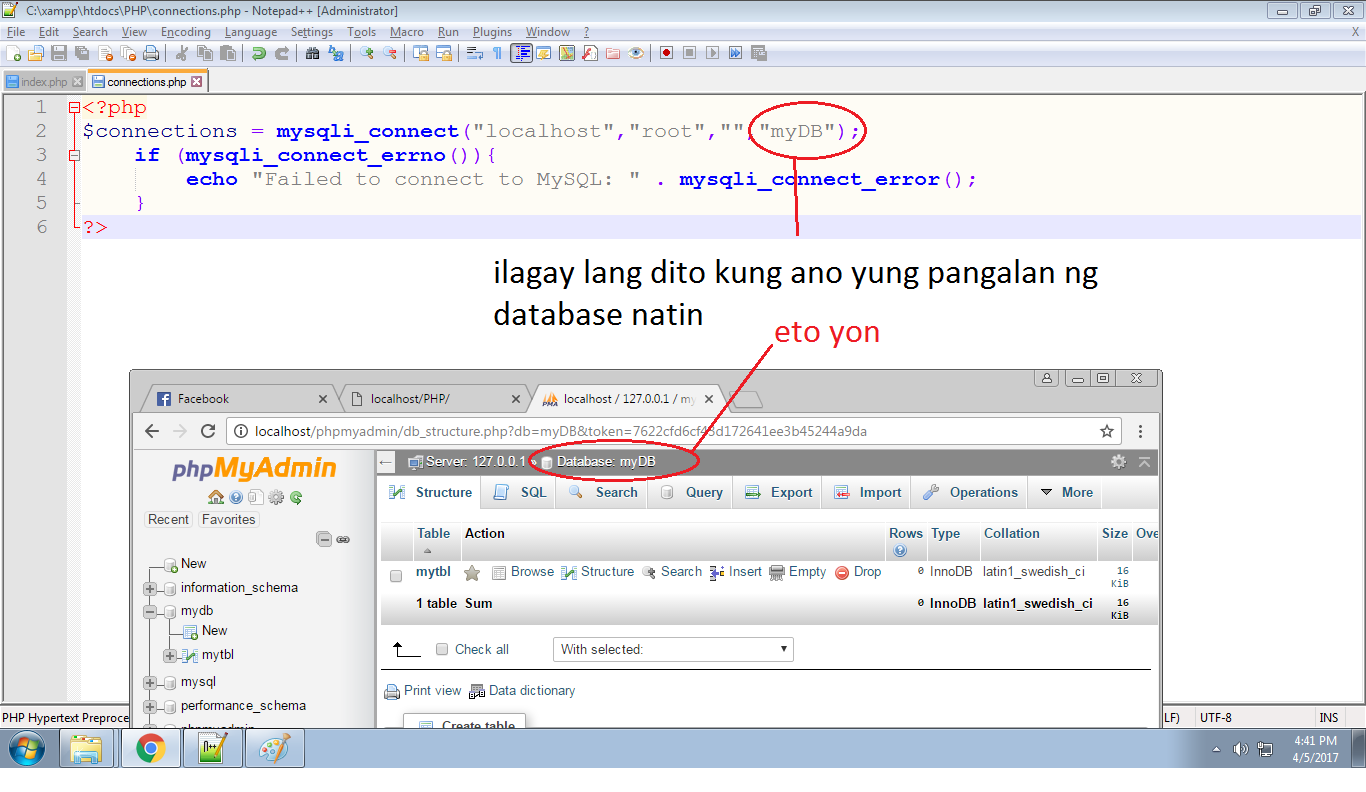 C:\xampp\htdocs\PHP\connections.php - Notepad++ [Administrator]
File Edit Search View Encoding Language Settings Tools Macro Run Plugins Window ? X
index.php connections.php
1 <?php
2 $connections = mysqli_connect("localhost","root","","myDB");
3 if (mysqli_connect_errno()){
4 echo "Failed to connect to MySQL: " . mysqli_connect_error();
5 }
6 ?>
ilagay lang dito kung ano yung pangalan ng
database natin
eto yon
Facebook localhost/PHP/ localhost / 127.0.0.1 / my
localhost/phpmyadmin/db_structure.php?db=myDB&token=7622cfd6cf43d172641ee3b45244a9da
phpMyAdmin
Recent Favorites
New
information_schema
mydb
New
mytbl
mysql
performance_schema
phpmyadmin
Server: 127.0.0.1 » Database: myDB
Structure SQL Search Query Export Import Operations More
Table Action Rows Type Collation Size Ove
mytbl Browse Structure Search Insert Empty Drop 0 InnoDB latin1_swedish_ci 16 KiB
1 table Sum 0 InnoDB latin1_swedish_ci 16 KiB
Check all With selected:
Print view Data dictionary
Create table
PHP Hypertext Preproce LF) UTF-8 INS
4:41 PM
4/5/2017